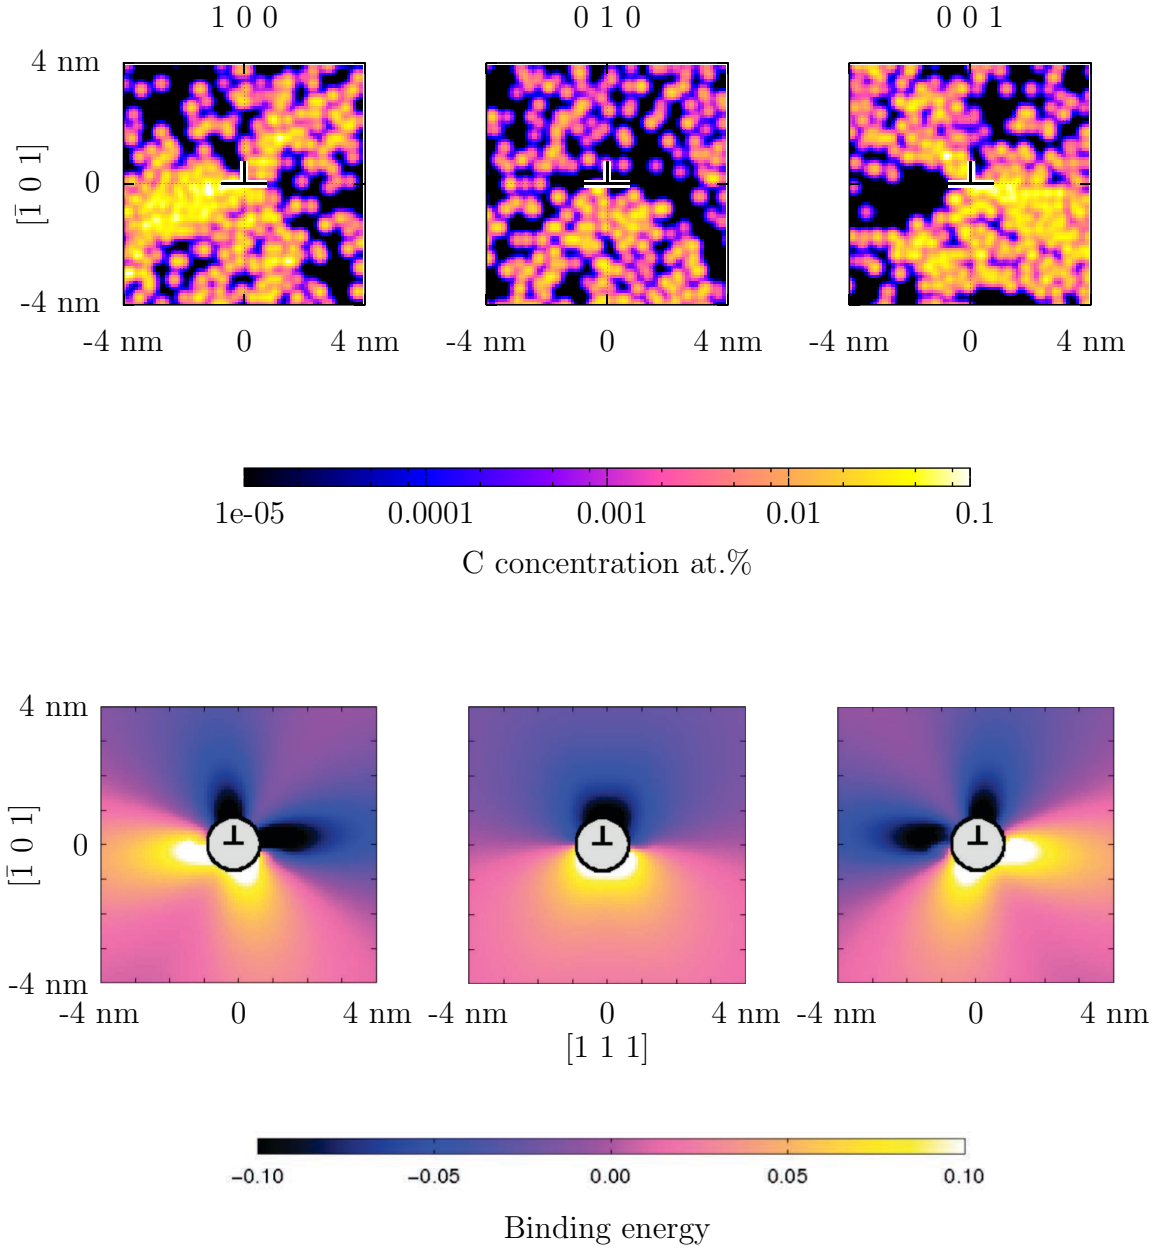 1 0 0 0 1 0 0 0 1
4 nm
[1̄ 0 1]
0
-4 nm
-4 nm 0 4 nm -4 nm 0 4 nm -4 nm 0 4 nm
1e-05 0.0001 0.001 0.01 0.1
C concentration at.%
4 nm
[1̄ 0 1]
0
-4 nm
-4 nm 0 4 nm -4 nm 0 4 nm -4 nm 0 4 nm
[1 1 1]
−0.10 −0.05 0.00 0.05 0.10
Binding energy